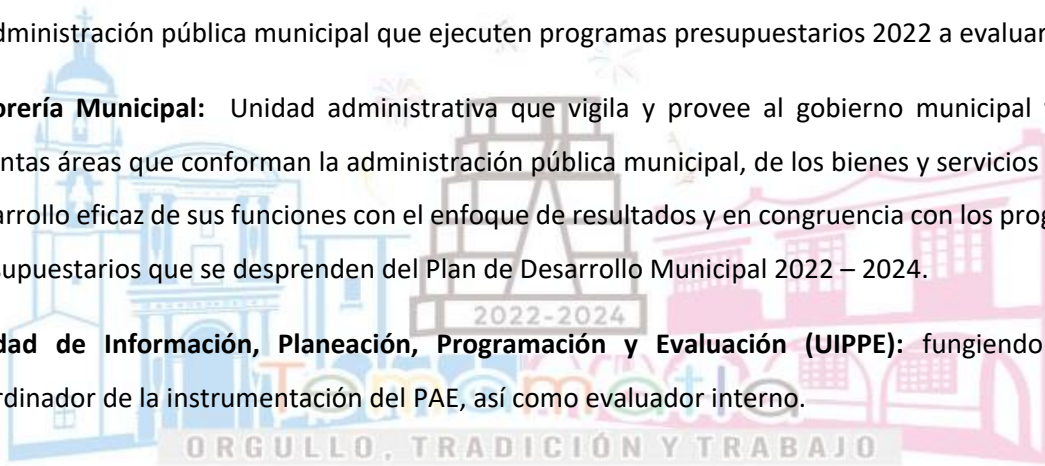 dministración pública municipal que ejecuten programas presupuestarios 2022 a evaluar
orería Municipal: Unidad administrativa que vigila y provee al gobierno municipal
ntas áreas que conforman la administración pública municipal, de los bienes y servicios
arrollo eficaz de sus funciones con el enfoque de resultados y en congruencia con los prog
supuestarios que se desprenden del Plan de Desarrollo Municipal 2022 – 2024.
2022-2024
dad de Información, Planeación, Programación y Evaluación (UIPPE): fungiendo
Temamatla
rdinador de la instrumentación del PAE, así como evaluador interno.
ORGULLO, TRADICIÓN Y TRABAJO